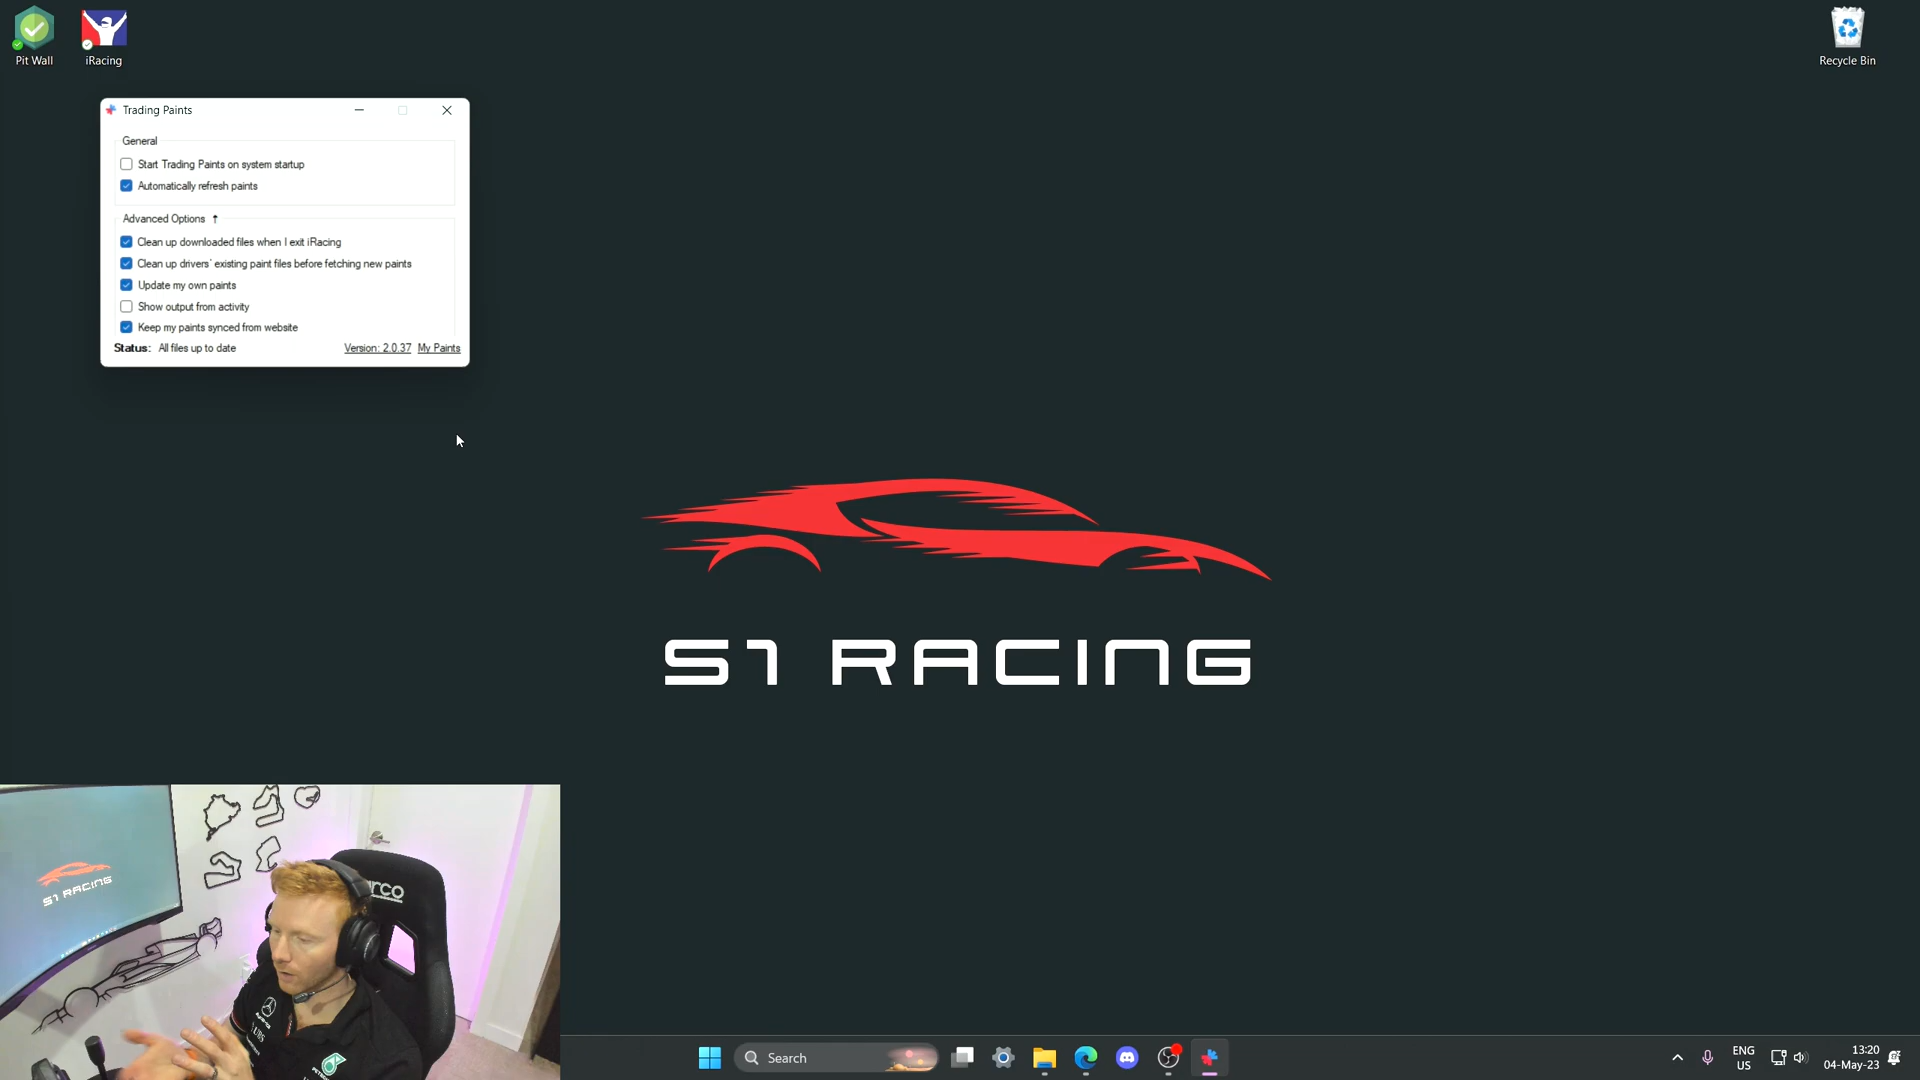 Pit Wall
iRacing
Recycle Bin
Trading Paints
General
Start Trading Paints on system startup
Automatically refresh paints
Advanced Options ↑
Clean up downloaded files when I exit iRacing
Clean up drivers' existing paint files before fetching new paints
Update my own paints
Show output from activity
Keep my paints synced from website
Status: All files up to date
Version: 2.0.37 My Paints
S1 RACING
S1 RACING
arco
Search
ENG
US
13:20
04-May-23